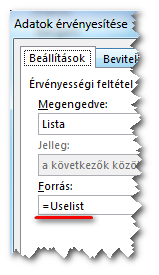 Adatok érvényesítése
Beállítások
Bevitel
Érvényességi feltétel
Megengedve:
Lista
Jelleg:
a következők közö
Forrás:
=Uselist